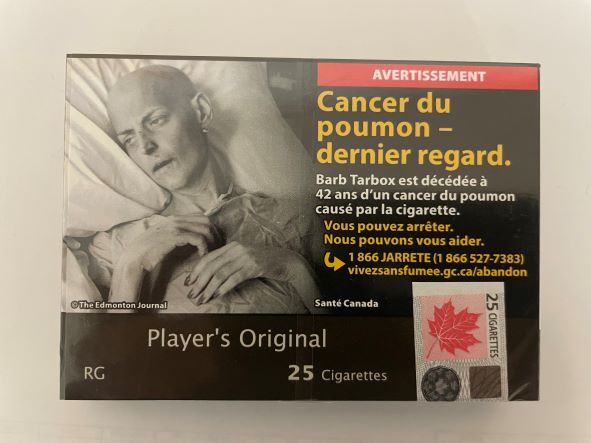 AVERTISSEMENT
Cancer du
poumon –
dernier regard.
Barb Tarbox est décédée à
42 ans d'un cancer du poumon
causé par la cigarette.
Vous pouvez arrêter.
Nous pouvons vous aider.
1 866 JARRETE (1 866 527-7383)
vivezsansfumee.gc.ca/abandon
© The Edmonton Journal
Santé Canada
Player's Original
RG
25 Cigarettes
25 CIGARETTES